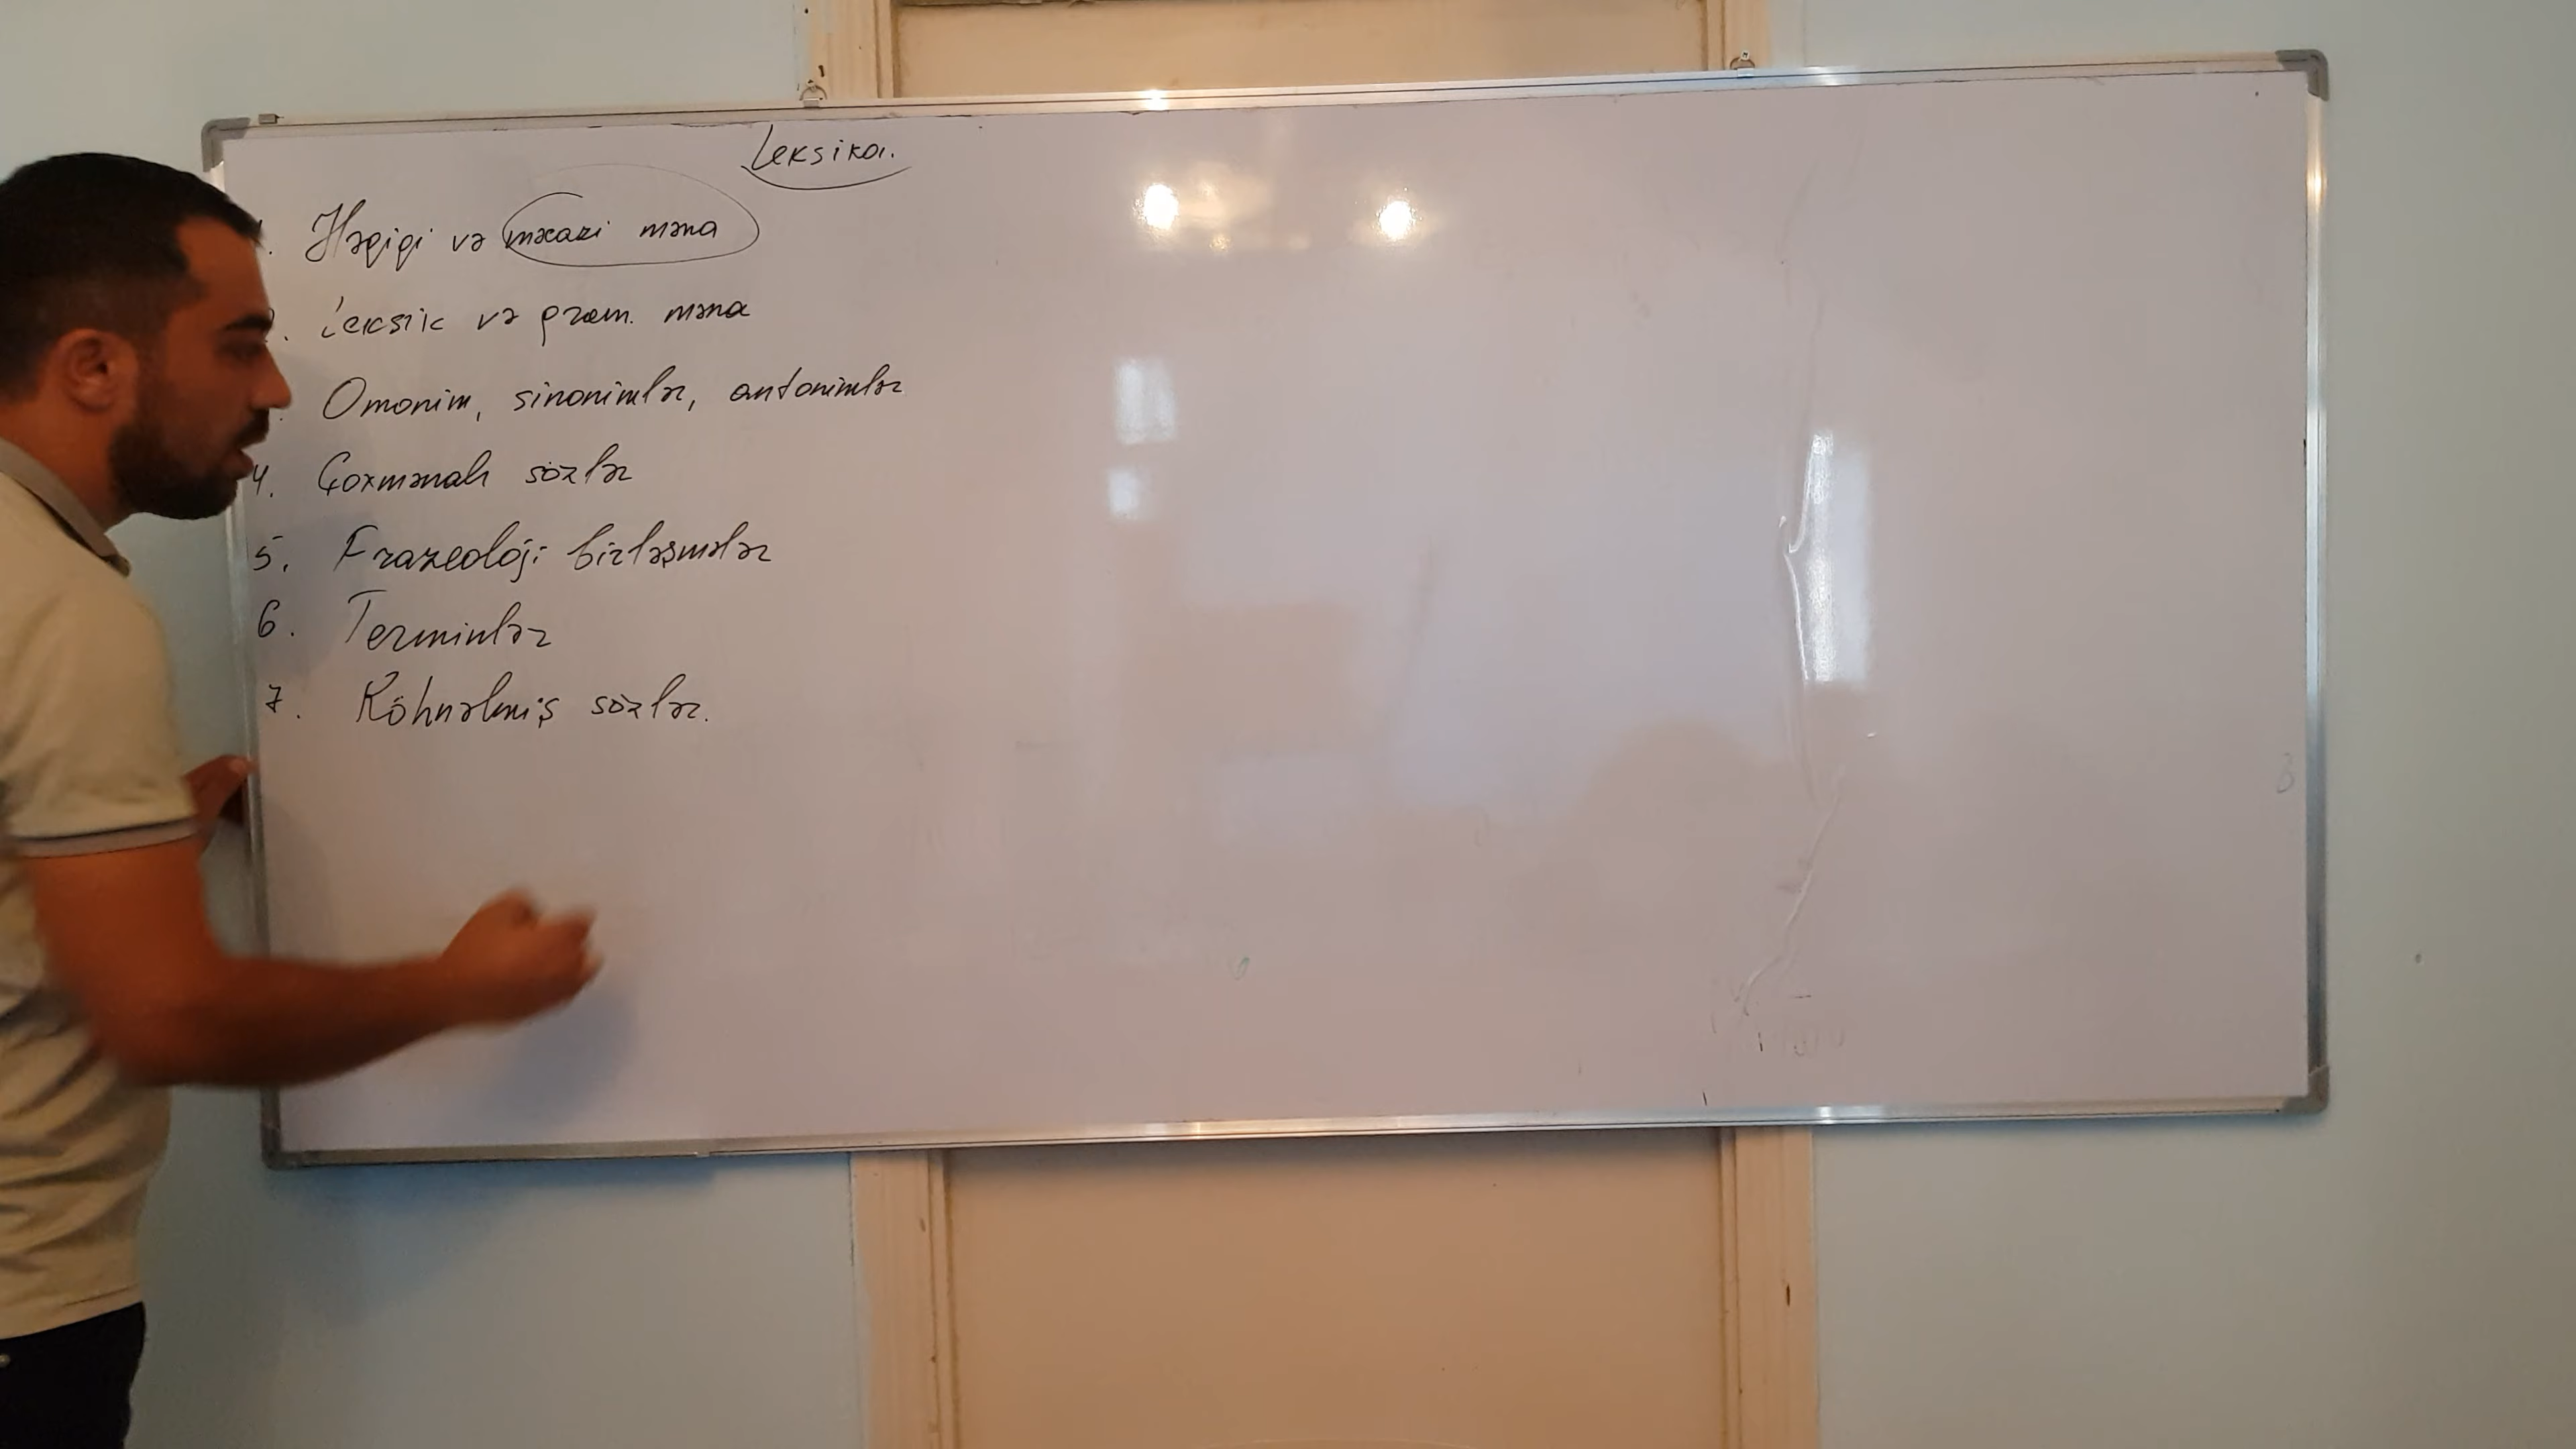 Leksika.
1. Həqiqi və məcazi məna
2. Leksik və qram. məna
Omonim, sinonimlər, antonimlər
4. Çoxmənalı sözlər
5. Frazeoloji birləşmələr
6. Terminlər
7. Köhnəlmiş sözlər.